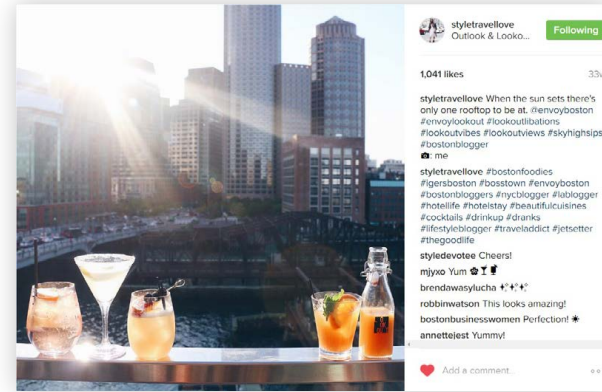 styletravellove
Outlook & Looko...
Following
1,041 likes
33w
styletravellove When the sun sets there's
only one rooftop to be at. @envoyboston
#envoylookout #lookoutlibations
#lookoutvibes #lookoutviews #skyhighsips
#bostonblogger
📷: me
styletravellove #bostonfoodies
#igersboston #bosstown #envoyboston
#bostonbloggers #nycblogger #lablogger
#hotellife #hotelstay #beautifulcuisines
#cocktails #drinkup #dranks
#lifestyleblogger #traveladdict #jetsetter
#thegoodlife
styledevotee Cheers!
mjyxo Yum
brendawasylucha
robbinwatson This looks amazing!
bostonbusinesswomen Perfection! ☀
annettejest Yummy!
Add a comment...